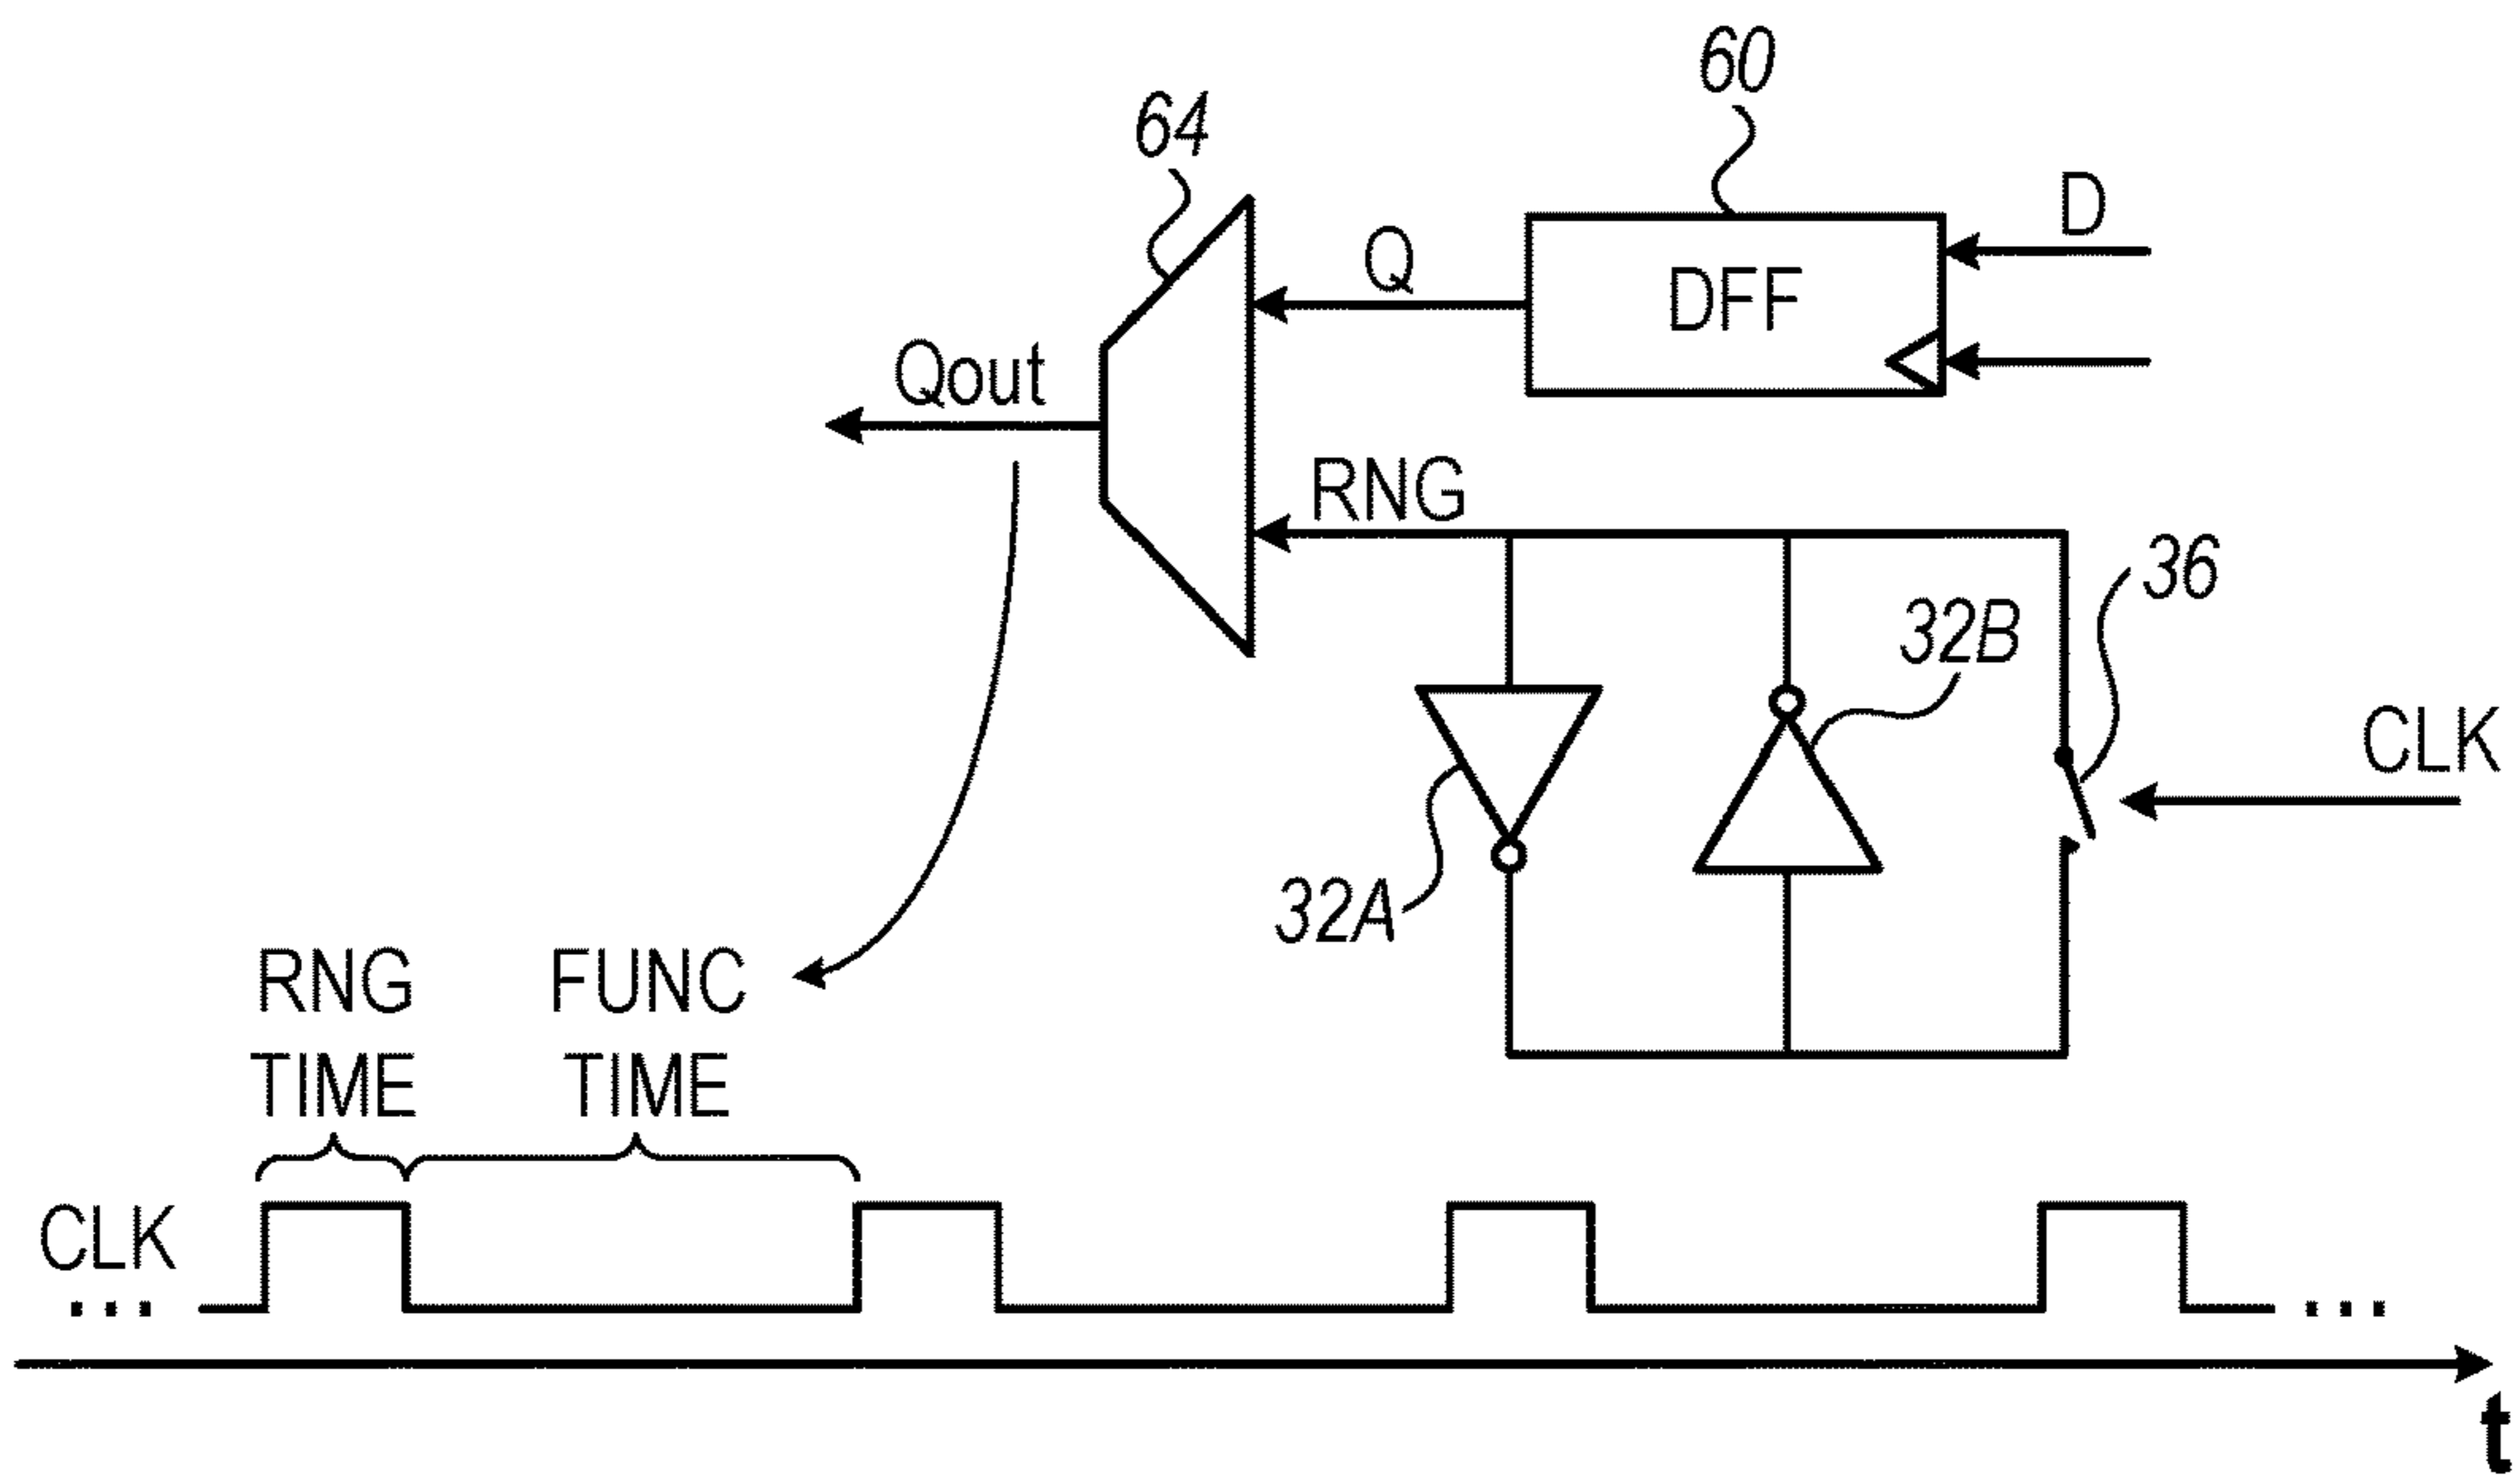 60
64
D
Q
DFF
Qout
RNG
36
32B
CLK
32A
RNG
TIME
FUNC
TIME
CLK
...
...
t